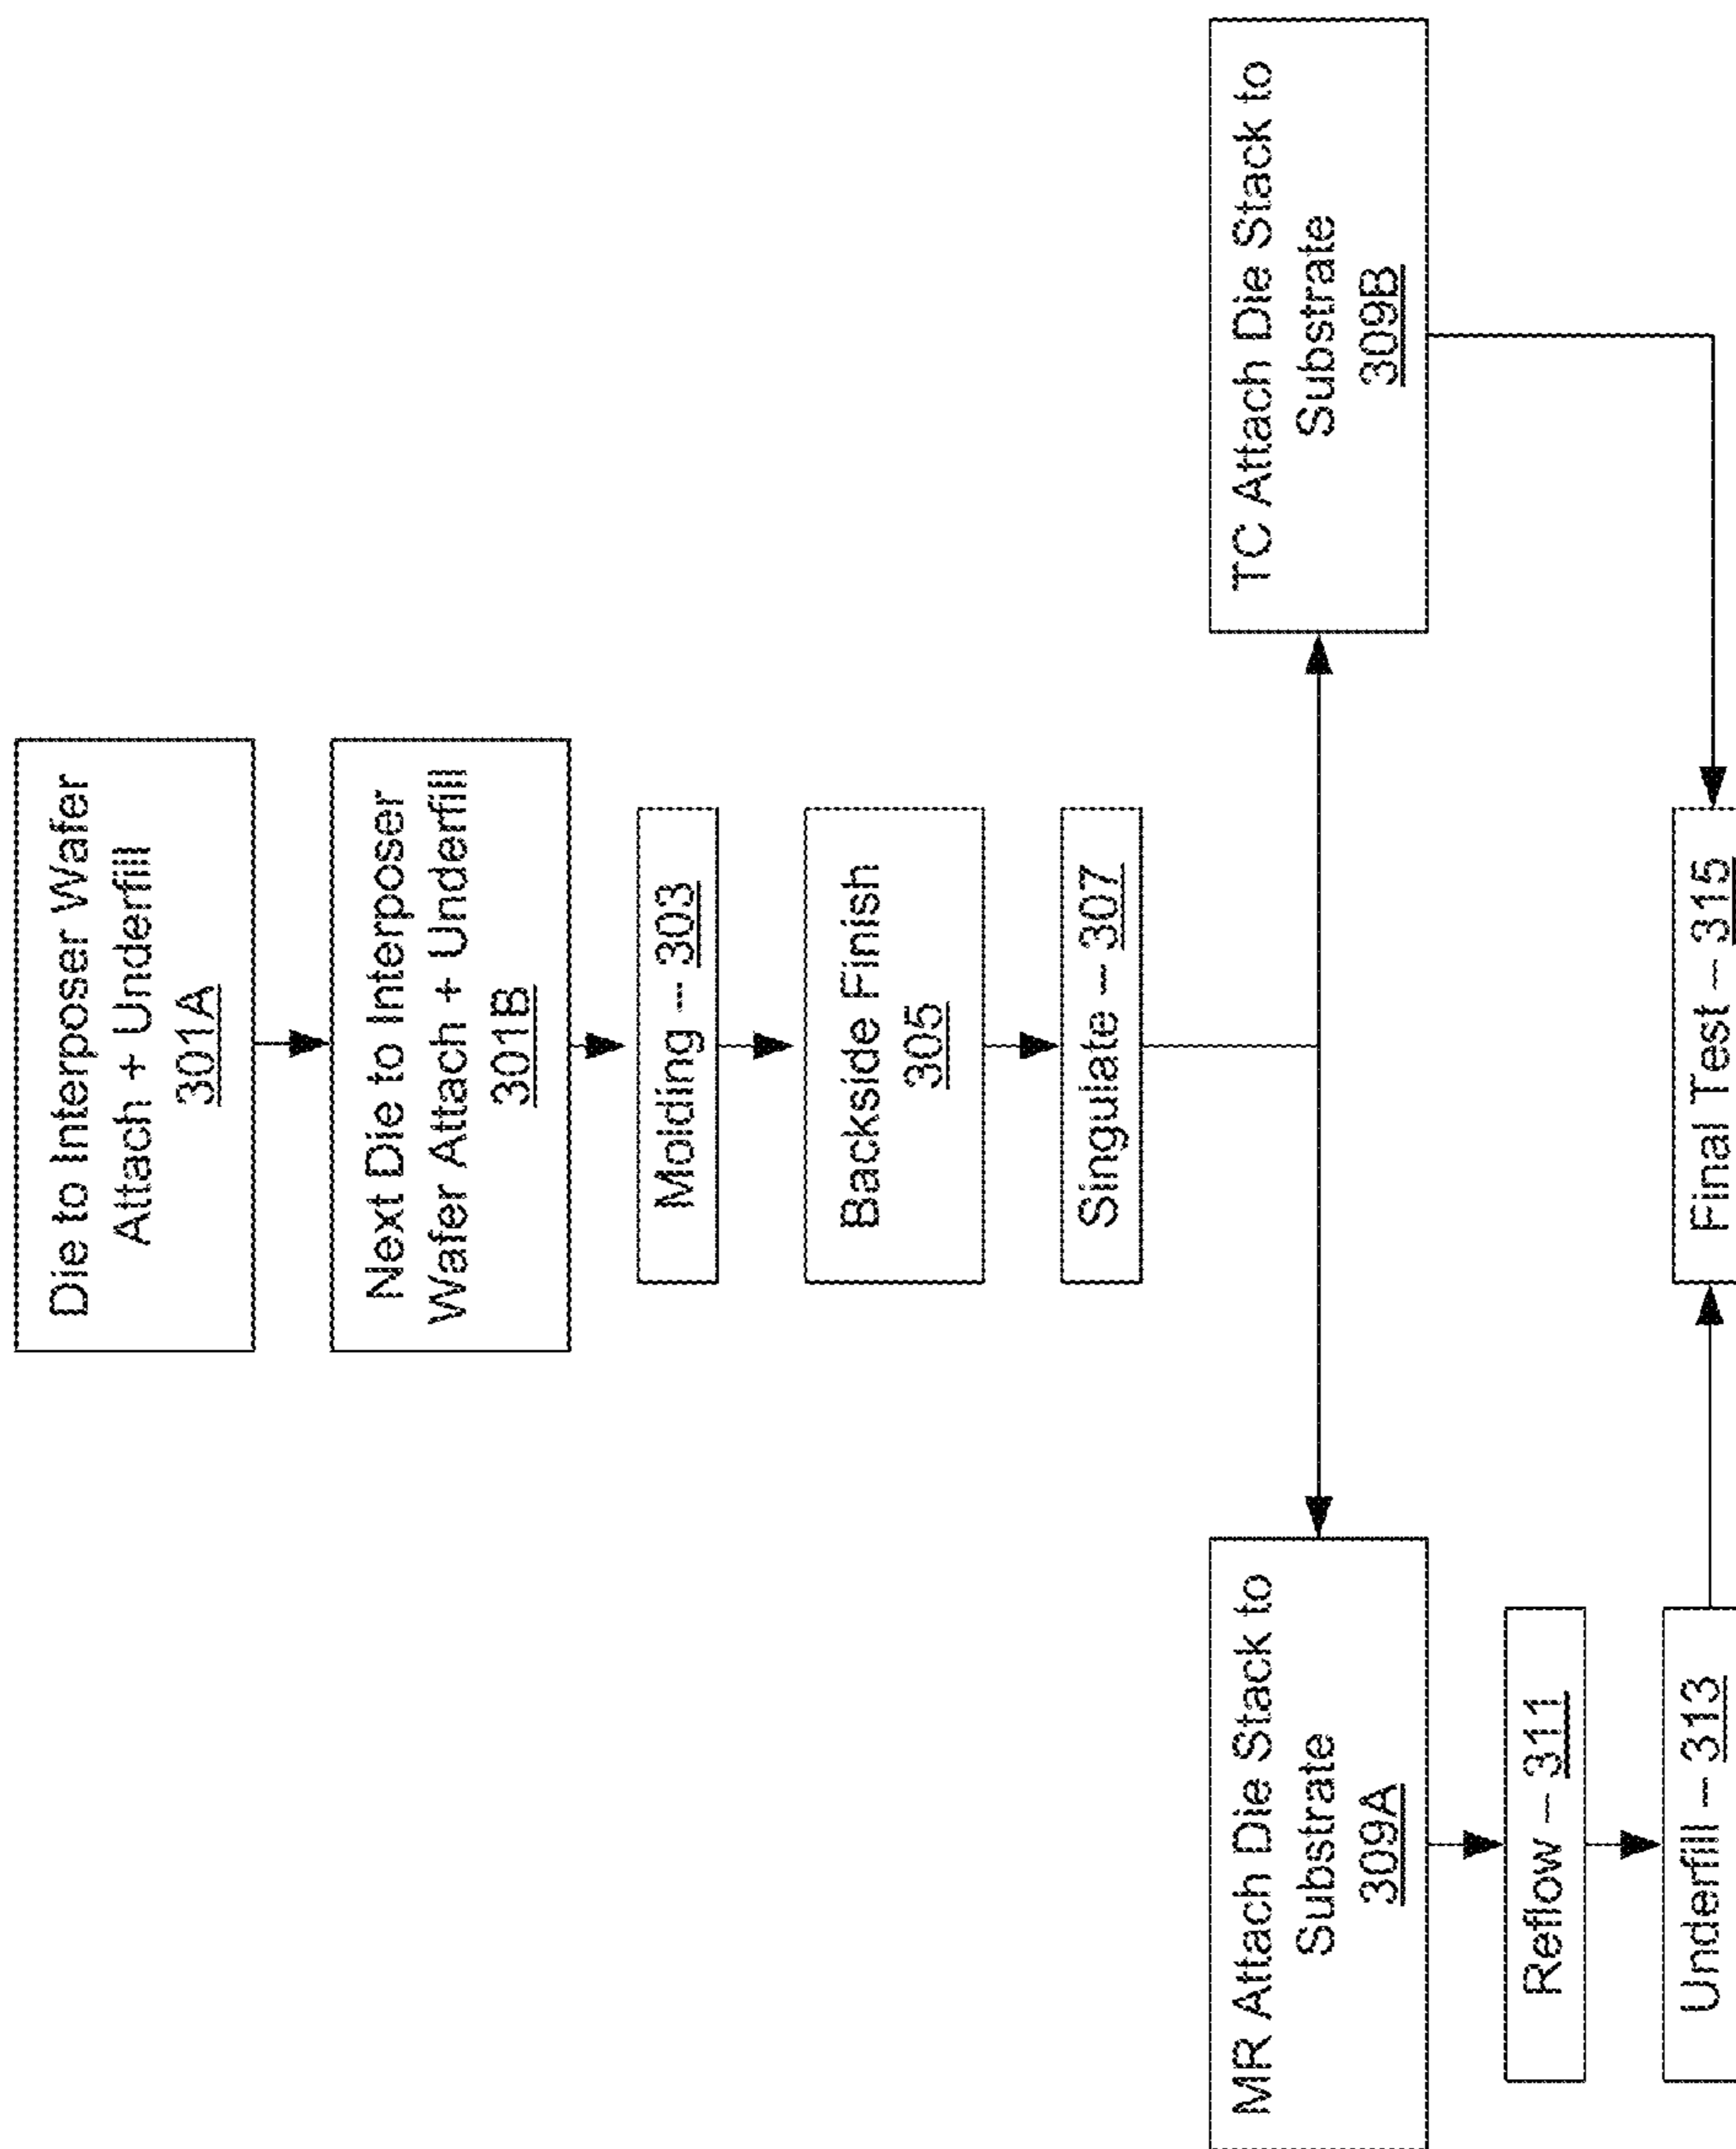 Die to Interposer Wafer
Attach + Underfill
301A
Next Die to Interposer
Wafer Attach + Underfill
301B
Molding -- 303
Backside Finish
305
Singulate -- 307
MR Attach Die Stack to
Substrate
309A
TC Attach Die Stack to
Substrate
309B
Reflow -- 311
Underfill -- 313
Final Test -- 315